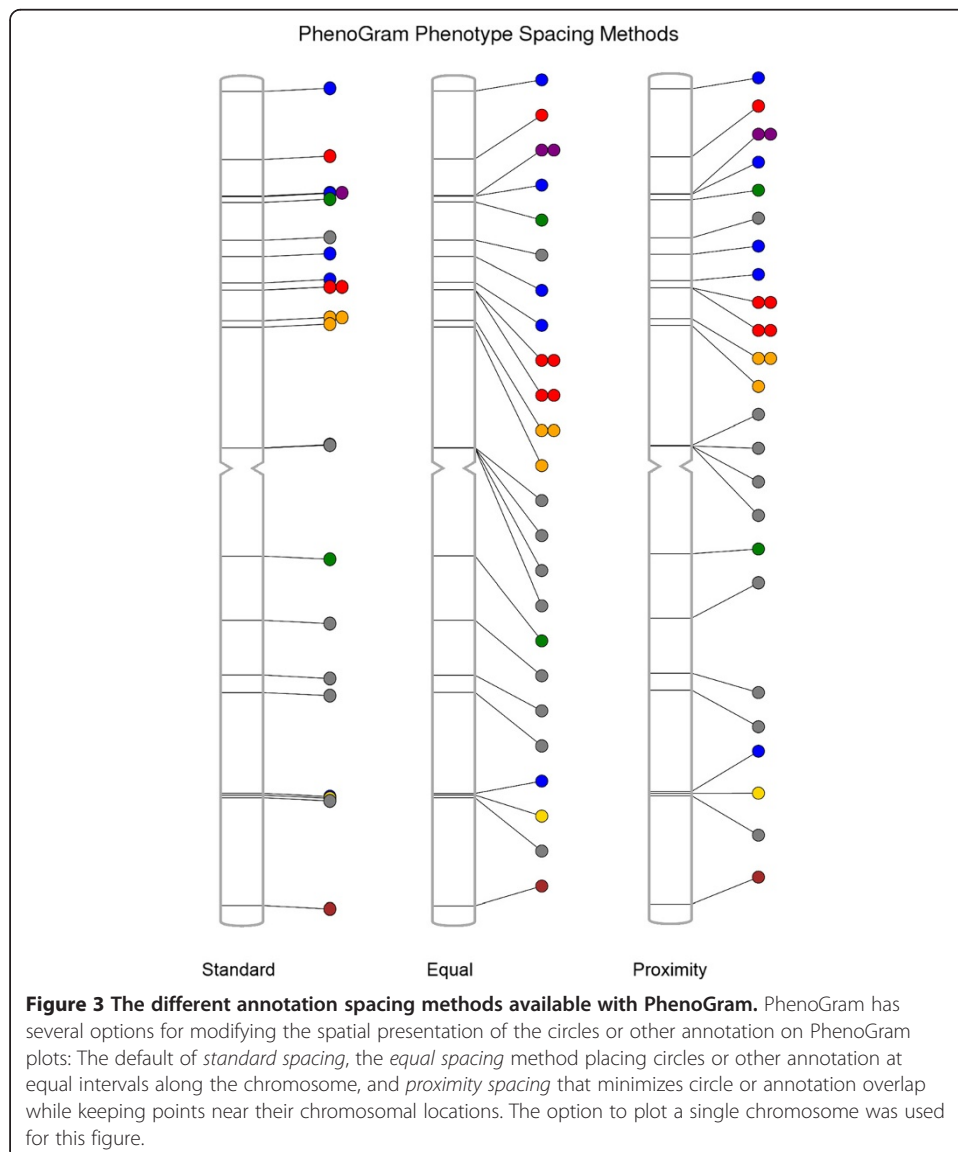 PhenoGram Phenotype Spacing Methods
Standard
Equal
Proximity
Figure 3 The different annotation spacing methods available with PhenoGram. PhenoGram has
several options for modifying the spatial presentation of the circles or other annotation on PhenoGram
plots: The default of standard spacing, the equal spacing method placing circles or other annotation at
equal intervals along the chromosome, and proximity spacing that minimizes circle or annotation overlap
while keeping points near their chromosomal locations. The option to plot a single chromosome was used
for this figure.